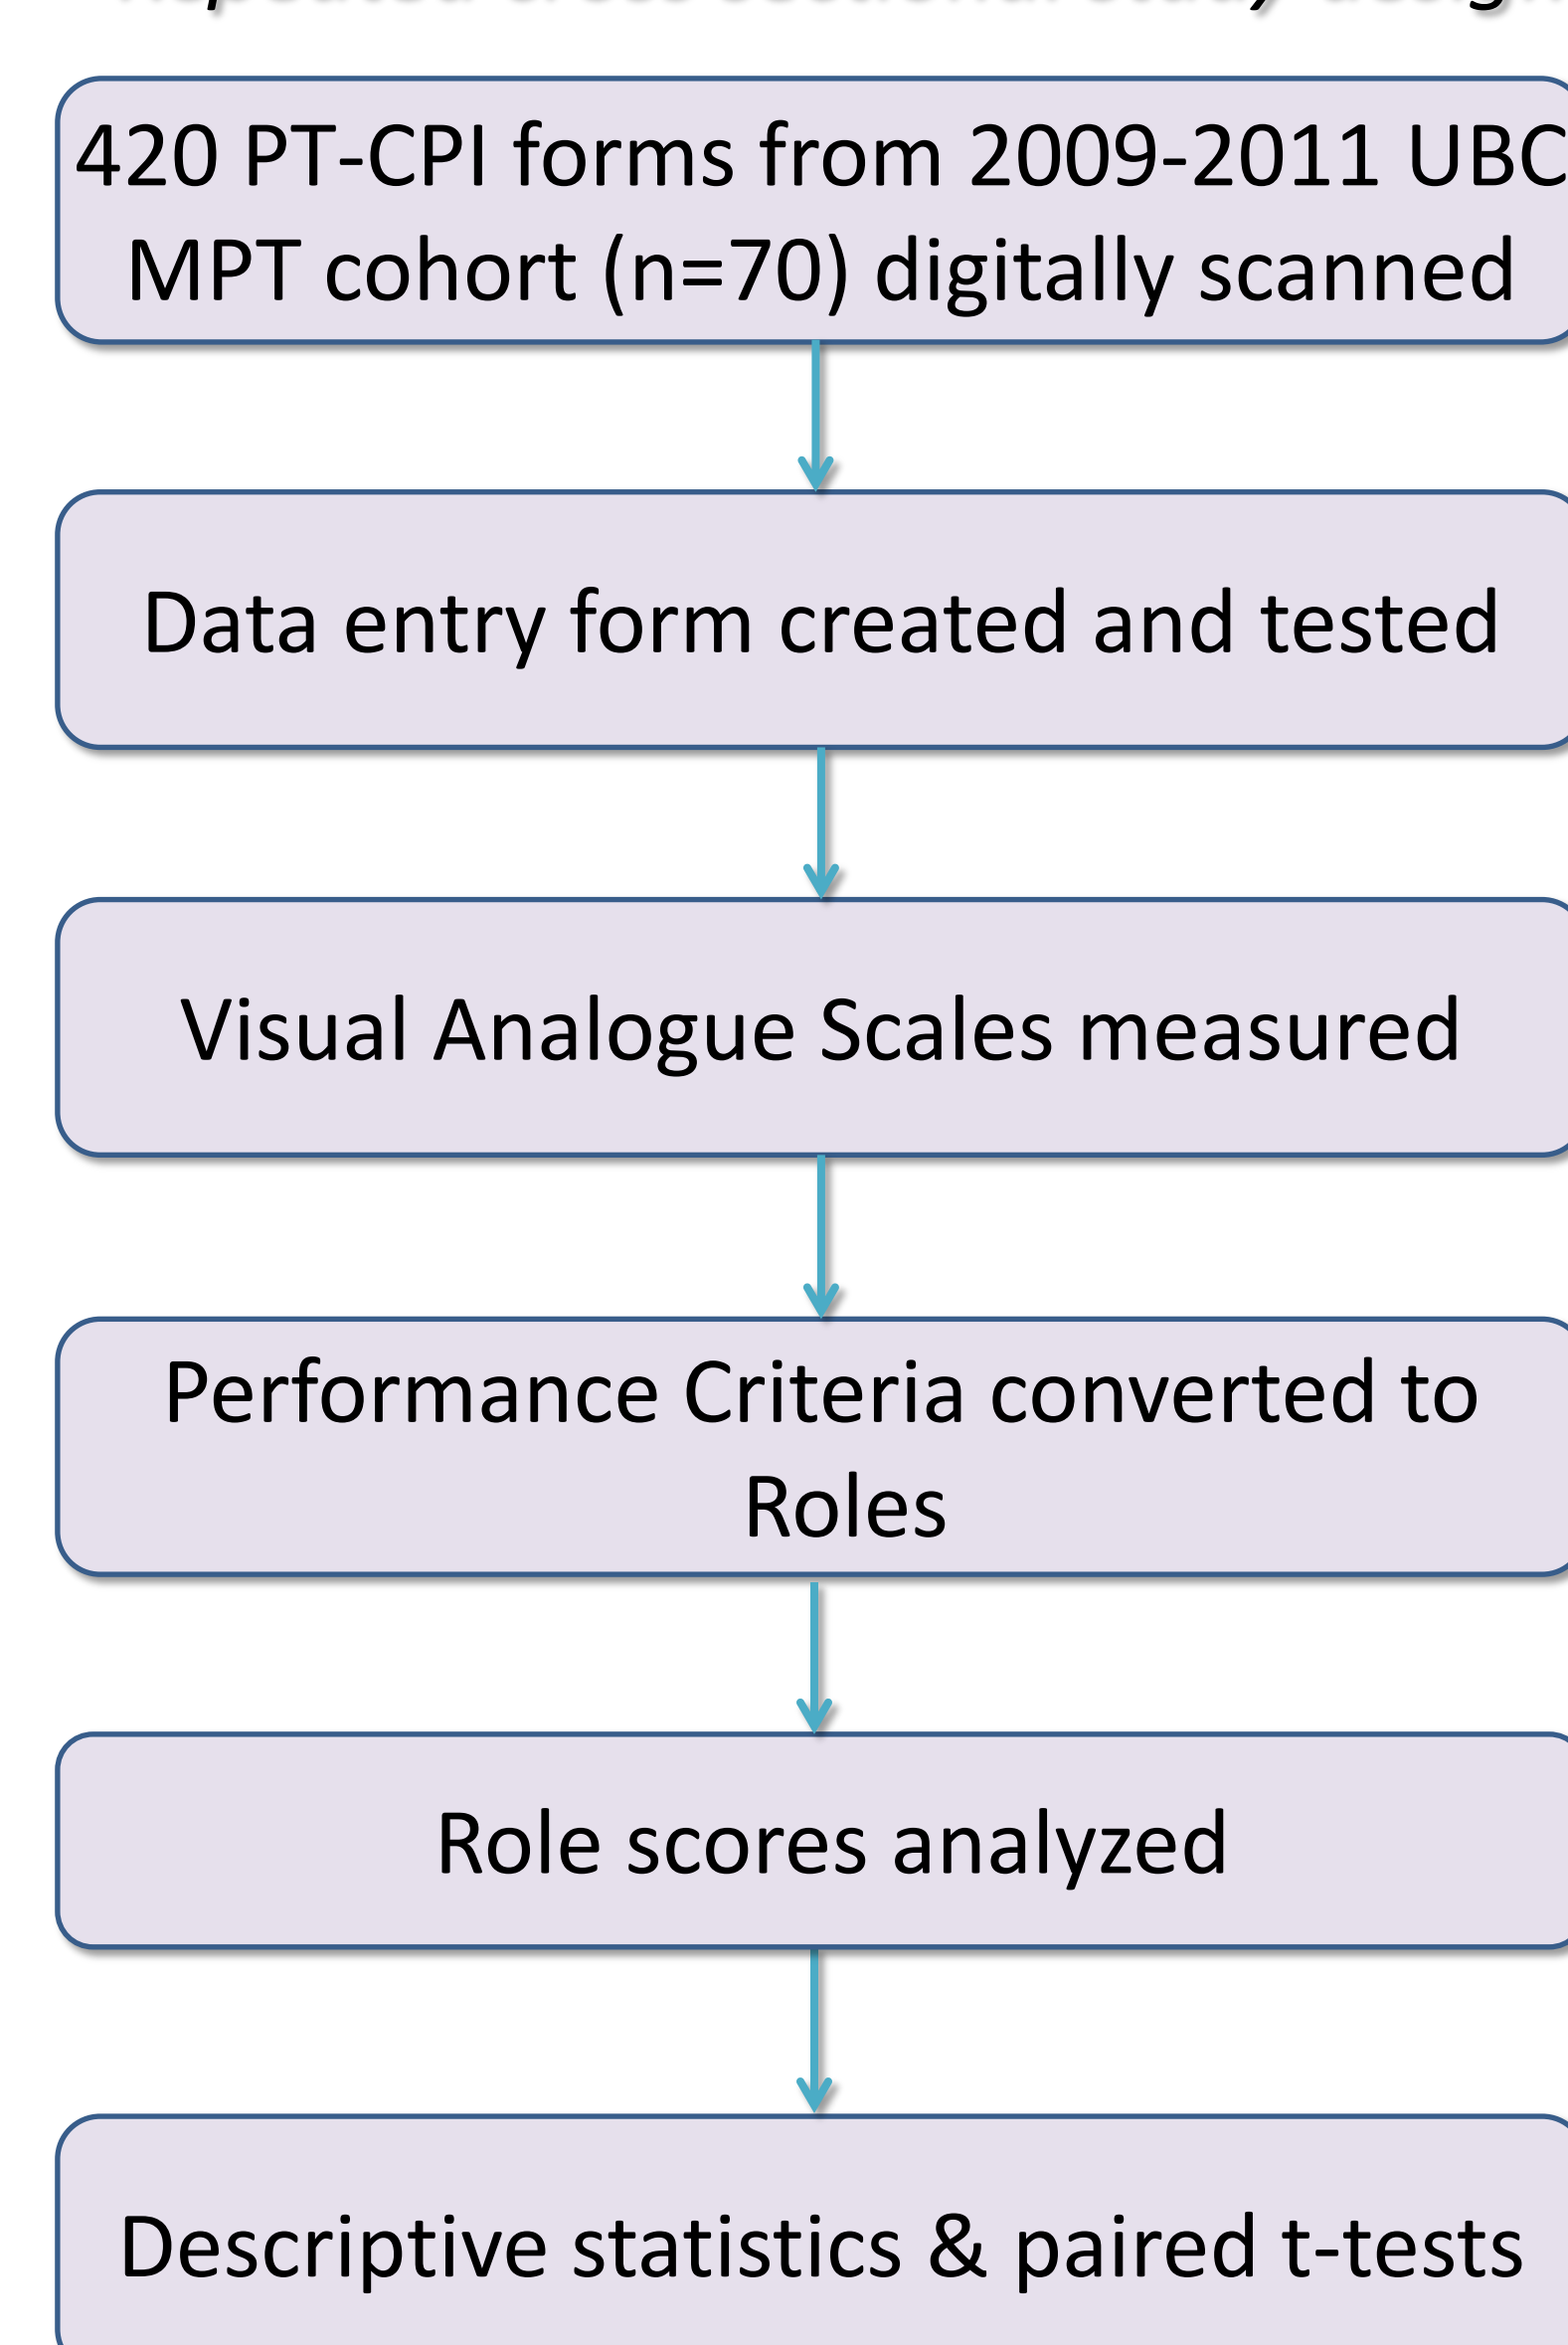 420 PT-CPI forms from 2009-2011 UBC
MPT cohort (n=70) digitally scanned
Data entry form created and tested
Visual Analogue Scales measured
Performance Criteria converted to
Roles
Role scores analyzed
Descriptive statistics & paired t-tests